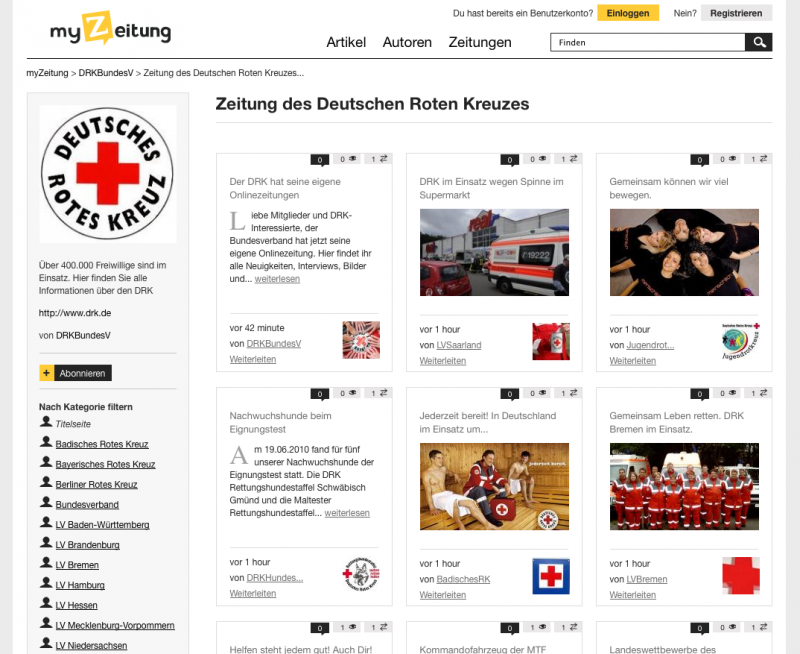 myZeitung
Du hast bereits ein Benutzerkonto? Einloggen Nein? Registrieren
Artikel Autoren Zeitungen Finden
myZeitung > DRKBundesV > Zeitung des Deutschen Roten Kreuzes...
DEUTSCHES
ROTES KREUZ
Über 400.000 Freiwillige sind im
Einsatz. Hier finden Sie alle
Informationen über den DRK
http://www.drk.de
von DRKBundesV
+ Abonnieren
Nach Kategorie filtern
Titelseite
Badisches Rotes Kreuz
Bayerisches Rotes Kreuz
Berliner Rotes Kreuz
Bundesverband
LV Baden-Württemberg
LV Brandenburg
LV Bremen
LV Hamburg
LV Hessen
LV Mecklenburg-Vorpommern
LV Niedersachsen
Zeitung des Deutschen Roten Kreuzes
0 0 1
Der DRK hat seine eigene
Onlinezeitungen
Liebe Mitglieder und DRK-
Interessierte, der
Bundesverband hat jetzt seine
eigene Onlinezeitung. Hier findet ihr
alle Neuigkeiten, Interviews, Bilder
und... weiterlesen
vor 42 minute
von DRKBundesV
Weiterleiten
0 0 1
DRK im Einsatz wegen Spinne im
Supermarkt
real,-
19222
vor 1 hour
von LVSaarland
Weiterleiten
0 0 1
Gemeinsam können wir viel
bewegen.
vor 1 hour
von Jugendrot...
Weiterleiten
Deutsches Rotes Kreuz
Jugendrotkreuz
0 0 1
Nachwuchshunde beim
Eignungstest
Am 19.06.2010 fand für fünf
unserer Nachwuchshunde der
Eignungstest statt. Die DRK
Rettungshundestaffel Schwäbisch
Gmünd und die Maltester
Rettungshundestaffel... weiterlesen
vor 1 hour
von DRKHundes...
Weiterleiten
0 0 1
Jederzeit bereit! In Deutschland
im Einsatz um...
jederzeit bereit.
vor 1 hour
von BadischesRK
Weiterleiten
0 0 1
Gemeinsam Leben retten. DRK
Bremen im Einsatz.
vor 1 hour
von LVBremen
Weiterleiten
0 1 1
Helfen steht jedem gut! Auch Dir!
0 1 1
Kommandofahrzeug der MTF
0 0 1
Landeswettbewerbe des